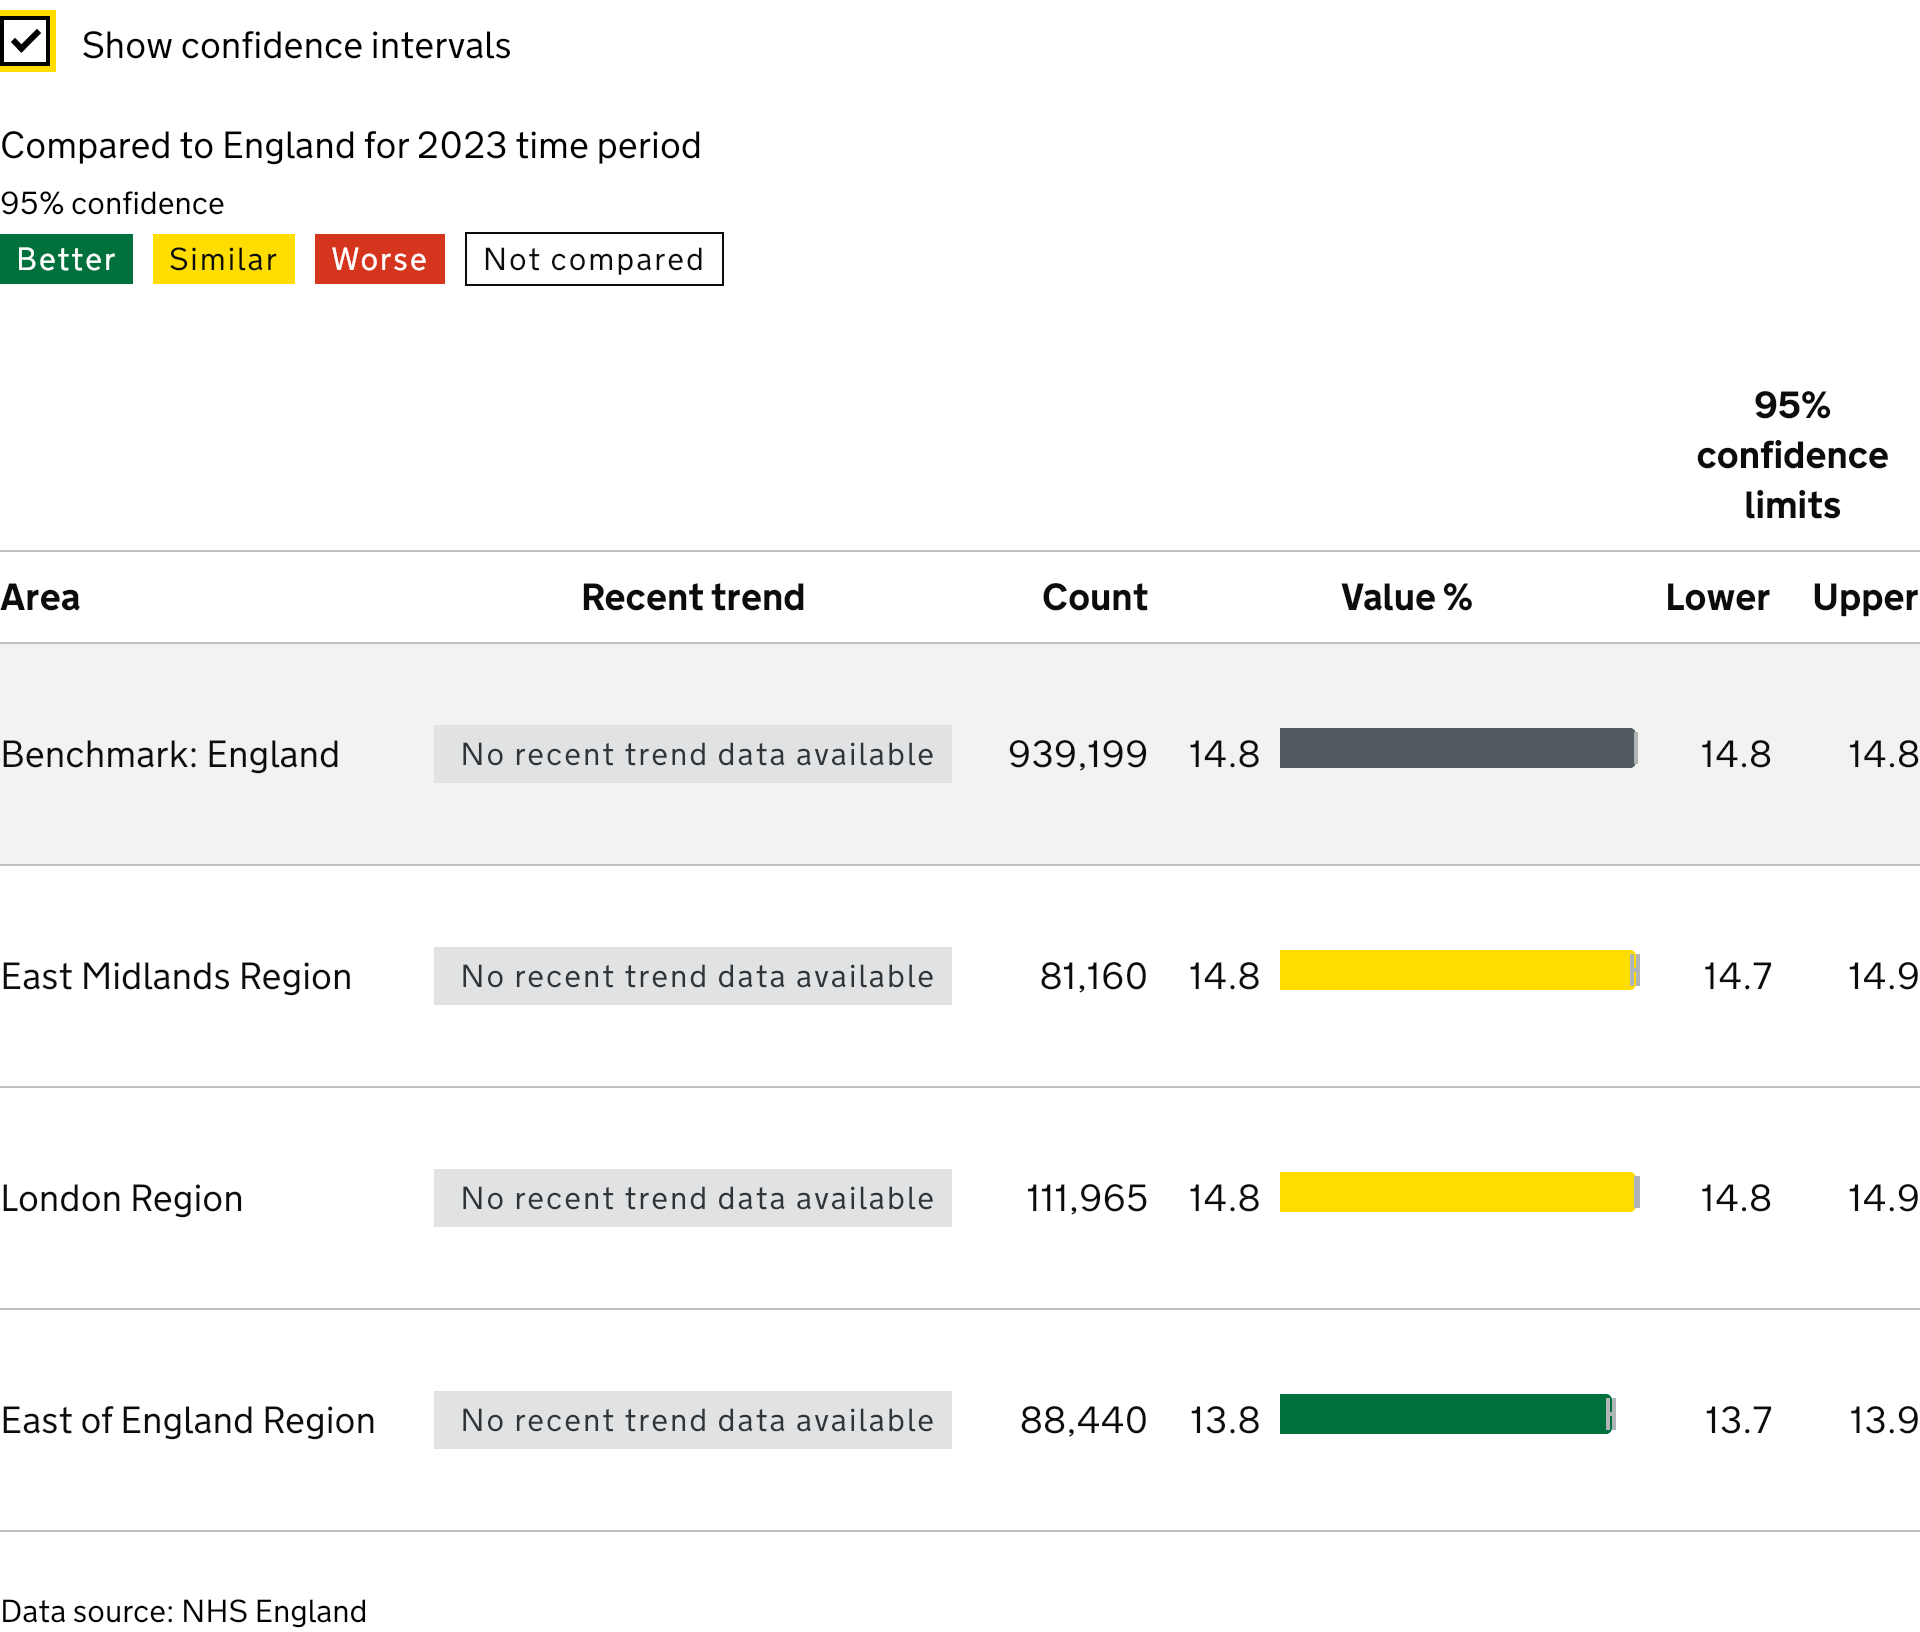 Show confidence intervals
Compared to England for 2023 time period
95% confidence
Better Similar Worse Not compared
95%
confidence
limits
Area Recent trend Count Value % Lower Upper
Benchmark: England No recent trend data available 939,199 14.8 14.8 14.8
East Midlands Region No recent trend data available 81,160 14.8 14.7 14.9
London Region No recent trend data available 111,965 14.8 14.8 14.9
East of England Region No recent trend data available 88,440 13.8 13.7 13.9
Data source: NHS England